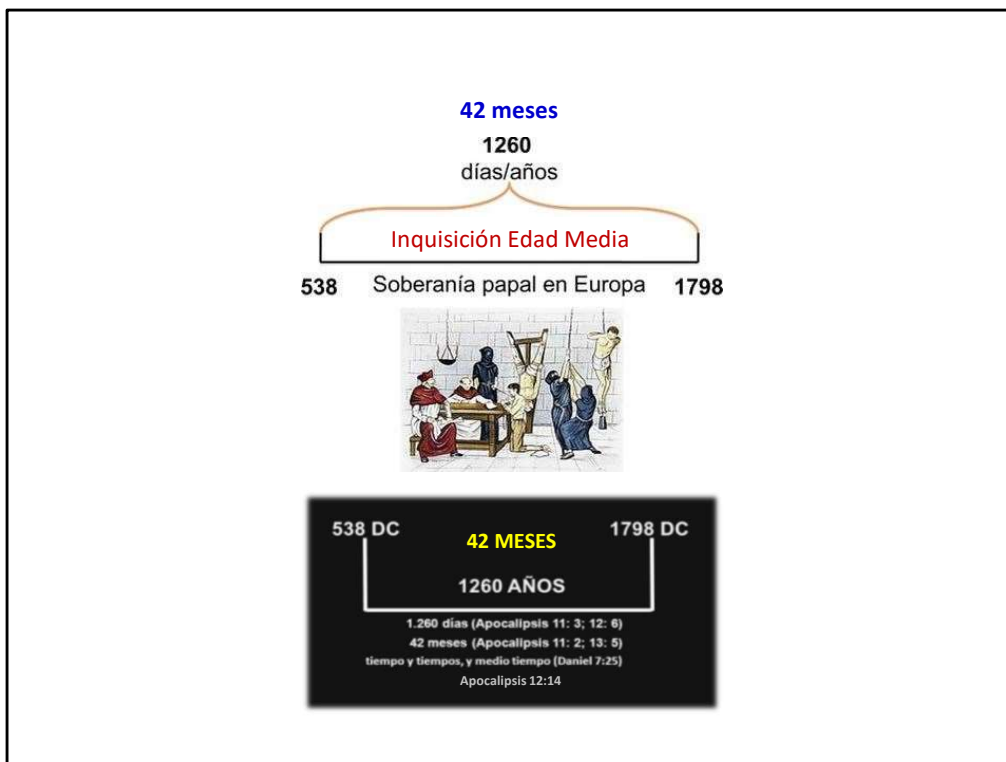 42 meses
1260
días/años
Inquisición Edad Media
538 Soberanía papal en Europa 1798
538 DC 1798 DC
42 MESES
1260 AÑOS
1.260 días (Apocalipsis 11: 3; 12: 6)
42 meses (Apocalipsis 11: 2; 13: 5)
tiempo y tiempos, y medio tiempo (Daniel 7:25)
Apocalipsis 12:14